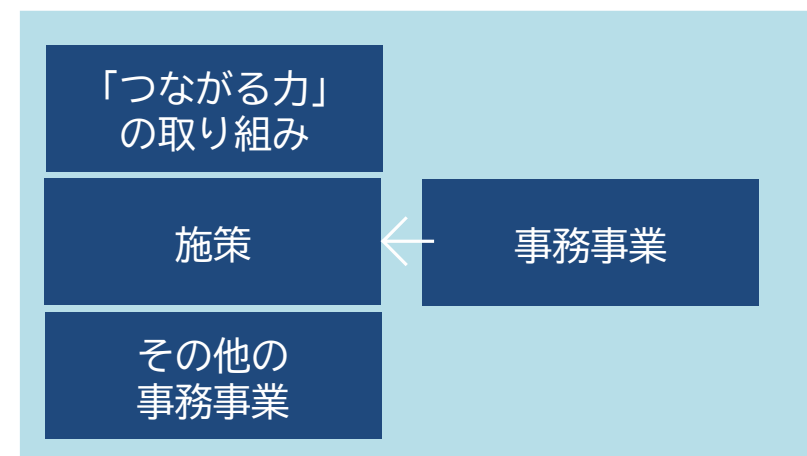 「つながる力」
の取り組み
施策
事務事業
その他の
事務事業